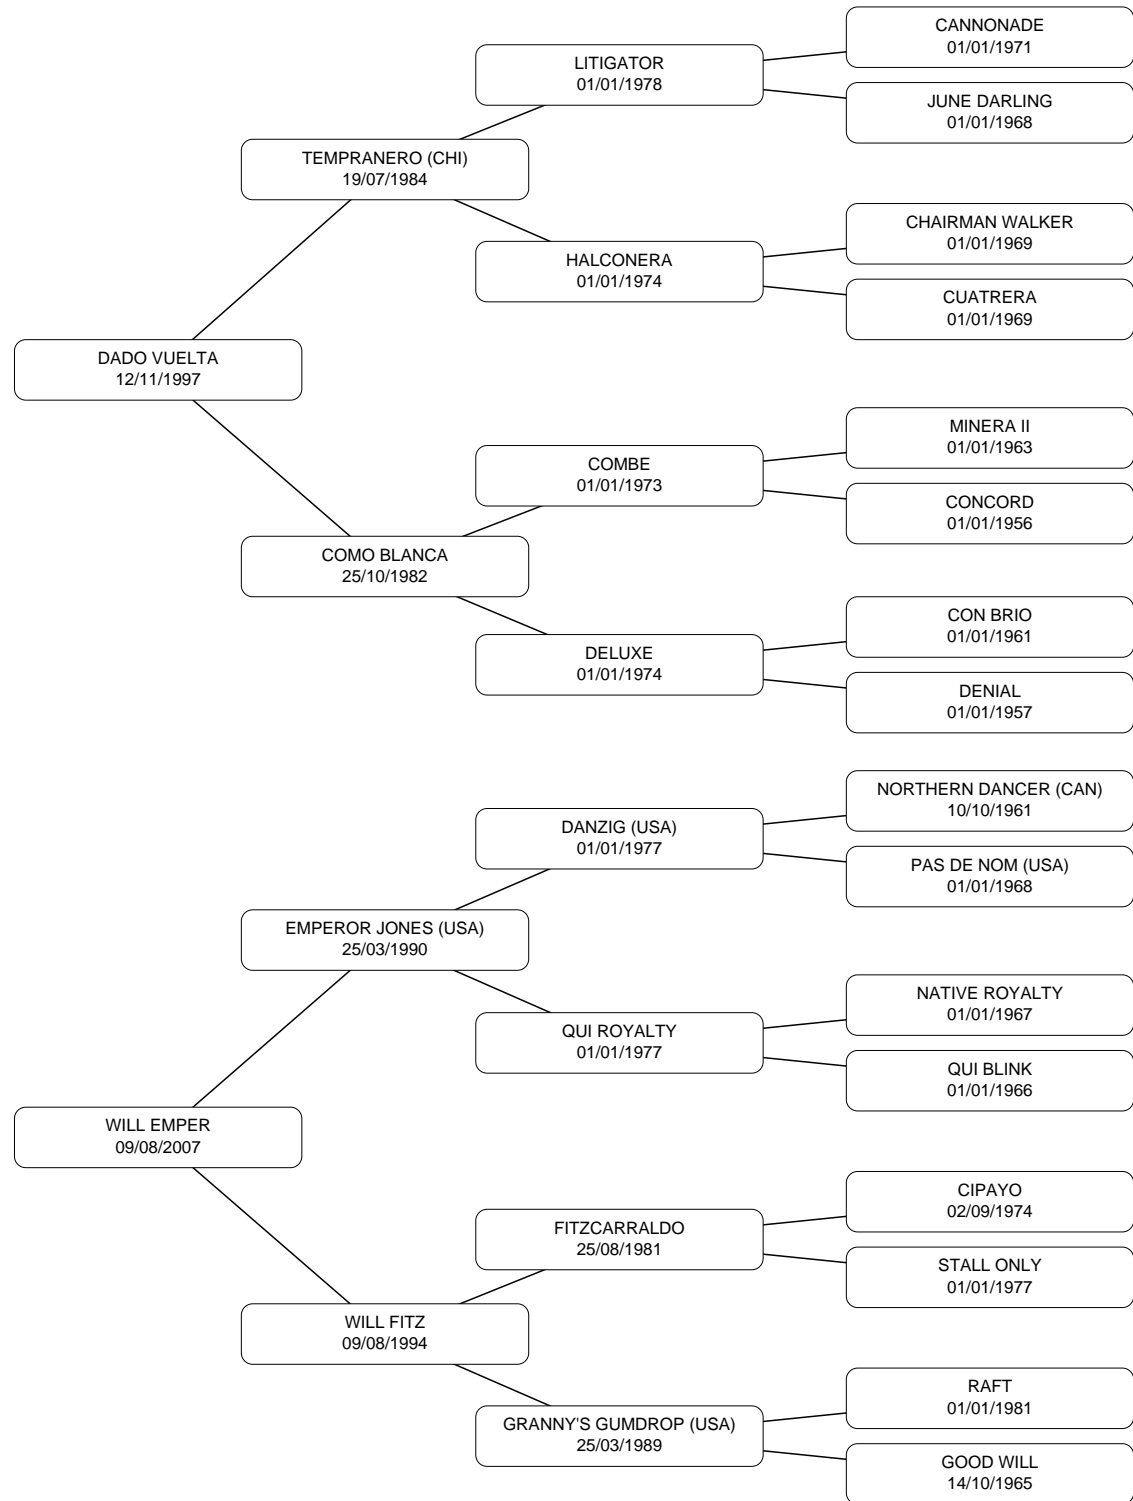 CANNONADE
01/01/1971
LITIGATOR
01/01/1978
JUNE DARLING
01/01/1968
TEMPRANERO (CHI)
19/07/1984
CHAIRMAN WALKER
01/01/1969
HALCONERA
01/01/1974
CUATRERA
01/01/1969
DADO VUELTA
12/11/1997
MINERA II
01/01/1963
COMBE
01/01/1973
CONCORD
01/01/1956
COMO BLANCA
25/10/1982
CON BRIO
01/01/1961
DELUXE
01/01/1974
DENIAL
01/01/1957
NORTHERN DANCER (CAN)
10/10/1961
DANZIG (USA)
01/01/1977
PAS DE NOM (USA)
01/01/1968
EMPEROR JONES (USA)
25/03/1990
NATIVE ROYALTY
01/01/1967
QUI ROYALTY
01/01/1977
QUI BLINK
01/01/1966
WILL EMPER
09/08/2007
CIPAYO
02/09/1974
FITZCARRALDO
25/08/1981
STALL ONLY
01/01/1977
WILL FITZ
09/08/1994
RAFT
01/01/1981
GRANNY'S GUMDROP (USA)
25/03/1989
GOOD WILL
14/10/1965